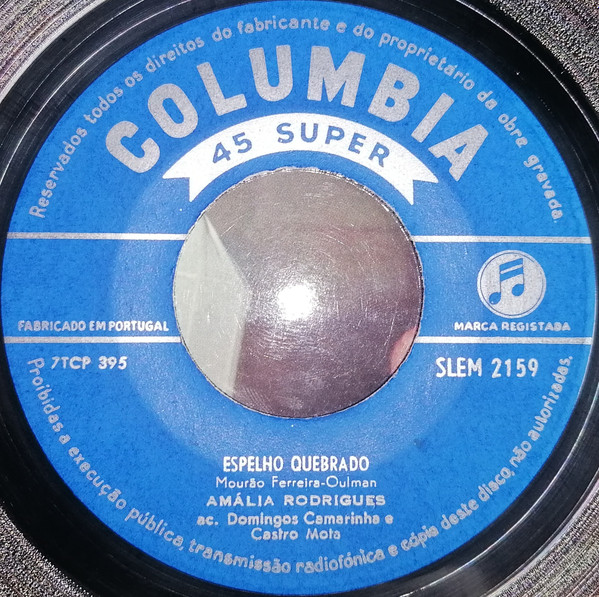 Reservados todos os direitos do fabricante e do proprietário da obra gravada.
COLUMBIA
45 SUPER
FABRICADO EM PORTUGAL
MARCA REGISTADA
7TCP 395
SLEM 2159
ESPELHO QUEBRADO
Mourão Ferreira-Oulman
AMÁLIA RODRIGUES
ac. Domingos Camarinha e
Castro Mota
Proibidas a execução pública, transmissão radiofónica e cópia deste disco, não autorizadas.